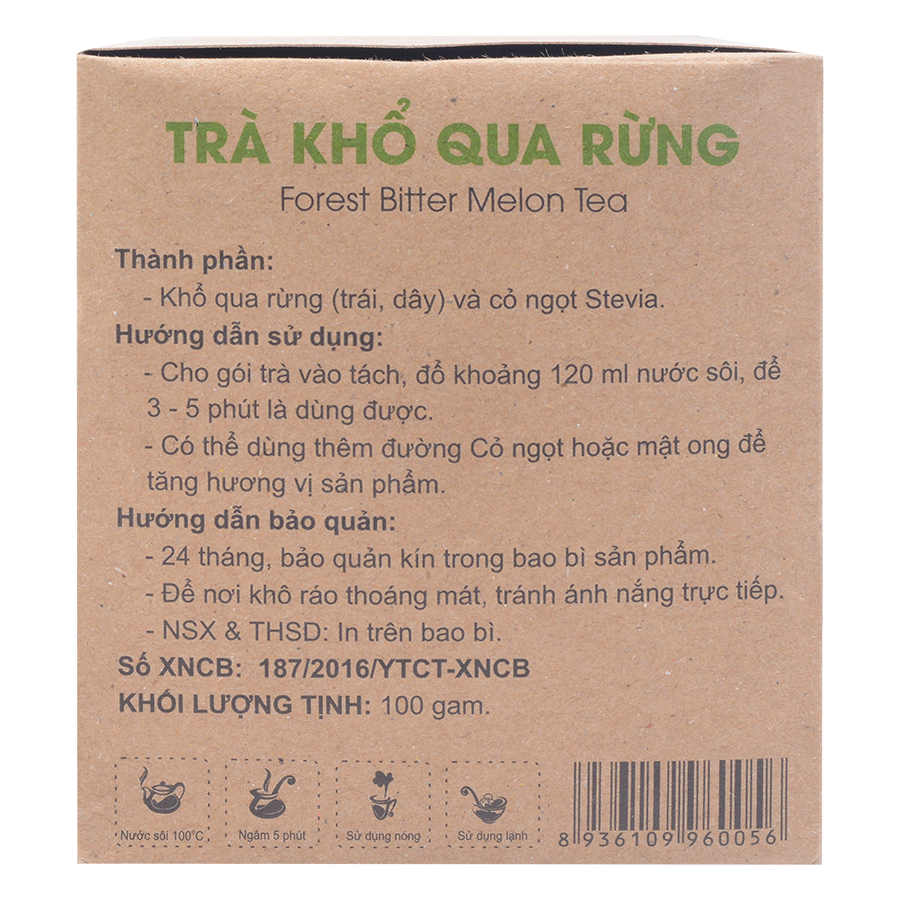 TRÀ KHỔ QUA RỪNG
Forest Bitter Melon Tea
Thành phần:
- Khổ qua rừng (trái, dây) và cỏ ngọt Stevia.
Hướng dẫn sử dụng:
- Cho gói trà vào tách, đổ khoảng 120 ml nước sôi, để
3 - 5 phút là dùng được.
- Có thể dùng thêm đường Cỏ ngọt hoặc mật ong để
tăng hương vị sản phẩm.
Hướng dẫn bảo quản:
- 24 tháng, bảo quản kín trong bao bì sản phẩm.
- Để nơi khô ráo thoáng mát, tránh ánh nắng trực tiếp.
- NSX & THSD: In trên bao bì.
Số XNCB: 187/2016/YTCT-XNCB
KHỐI LƯỢNG TỊNH: 100 gam.
Nước sôi 100°C Ngâm 5 phút Sử dụng nóng Sử dụng lạnh
8 936109 960056